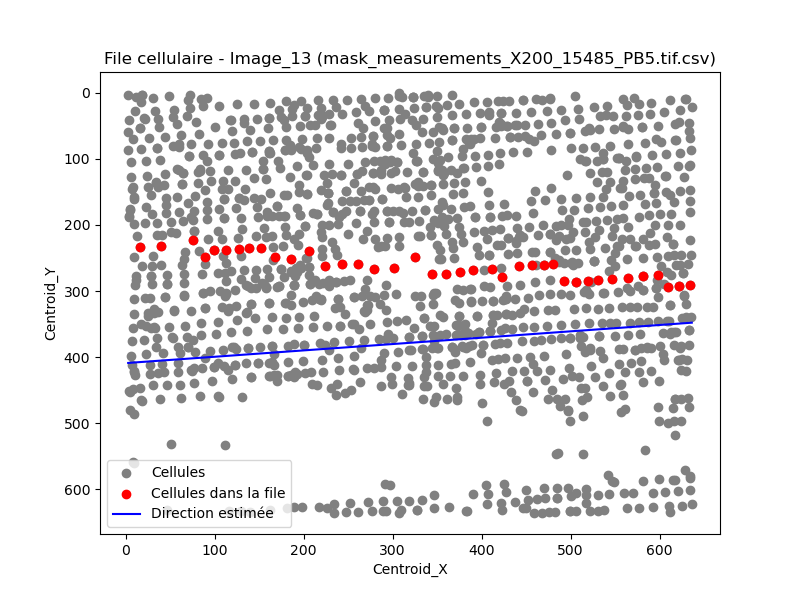 File cellulaire - Image_13 (mask_measurements_X200_15485_PB5.tif.csv)
0
100
200
300
400
500
600
Centroid_Y
Cellules
Cellules dans la file
Direction estimée
0 100 200 300 400 500 600
Centroid_X